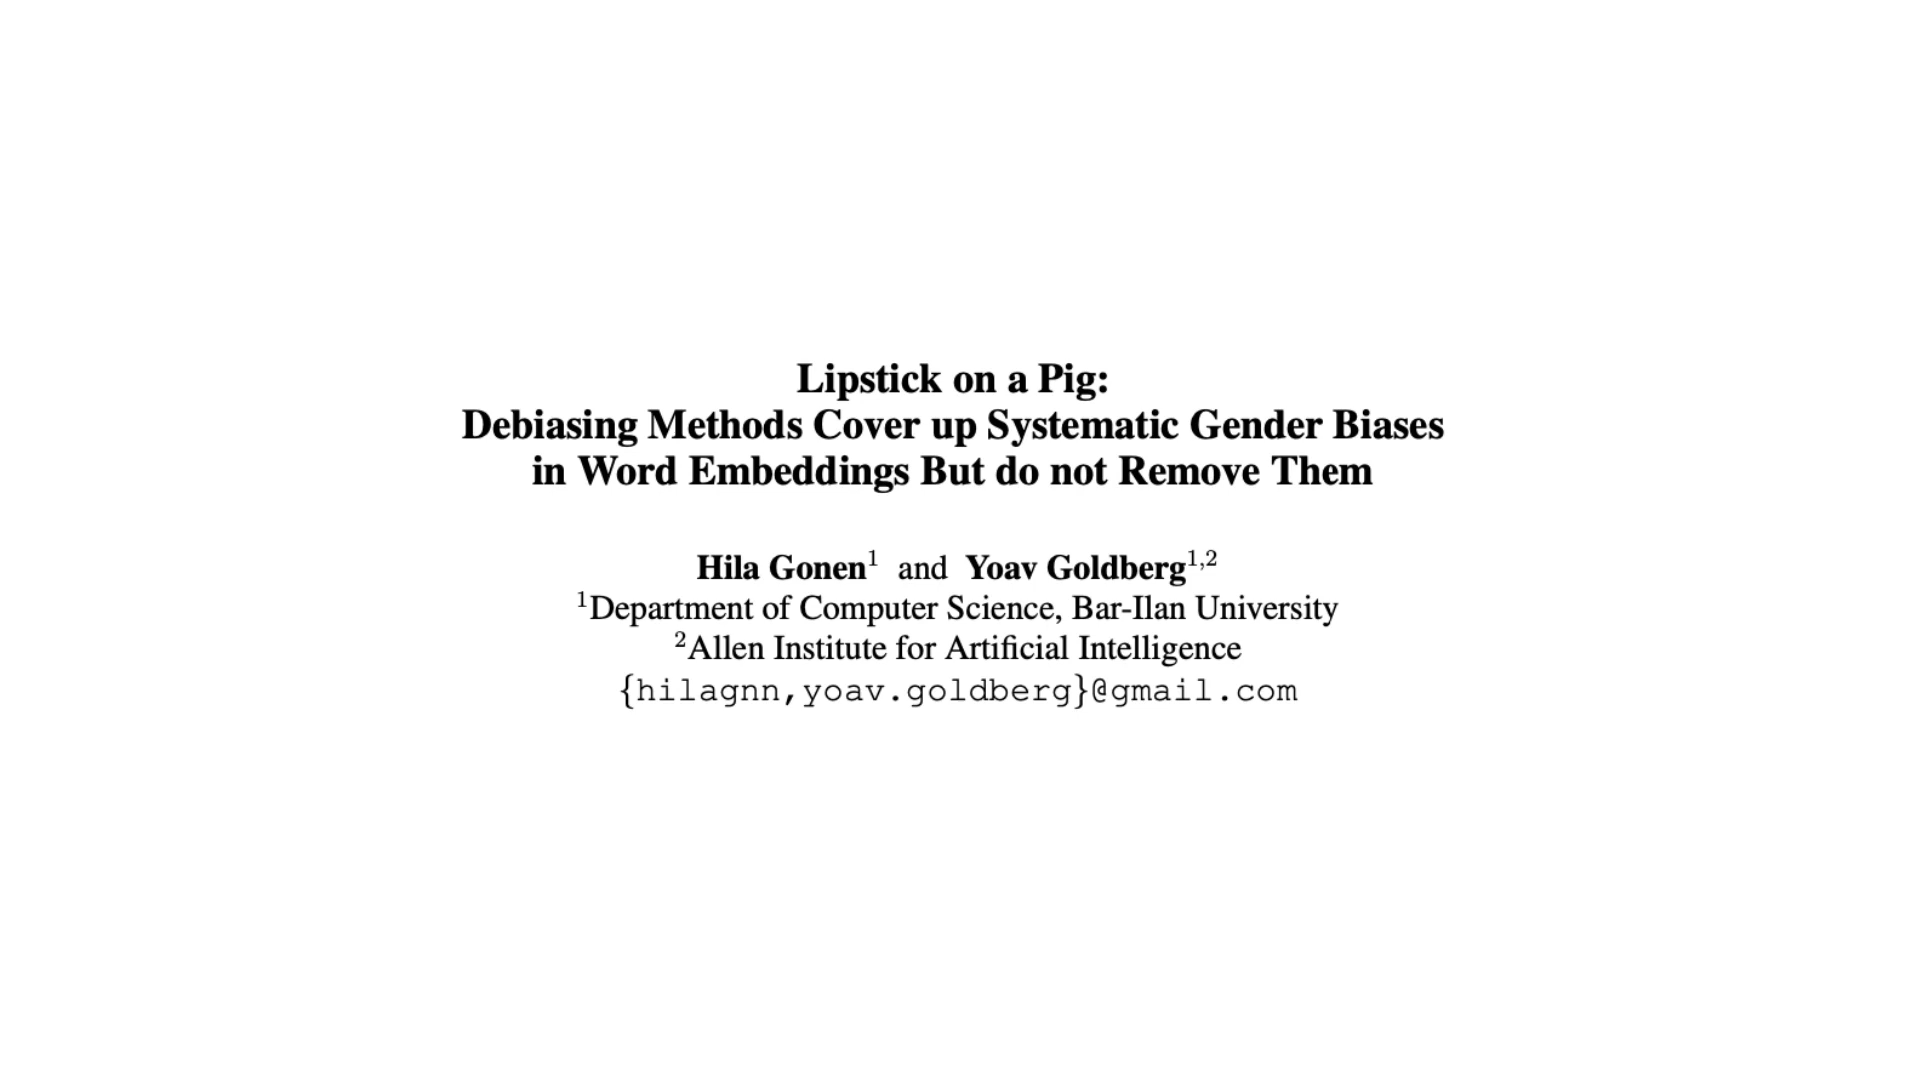 Lipstick on a Pig:
Debiasing Methods Cover up Systematic Gender Biases
in Word Embeddings But do not Remove Them
Hila Gonen¹ and Yoav Goldberg¹,²
¹Department of Computer Science, Bar-Ilan University
²Allen Institute for Artificial Intelligence
{hilagnn,yoav.goldberg}@gmail.com